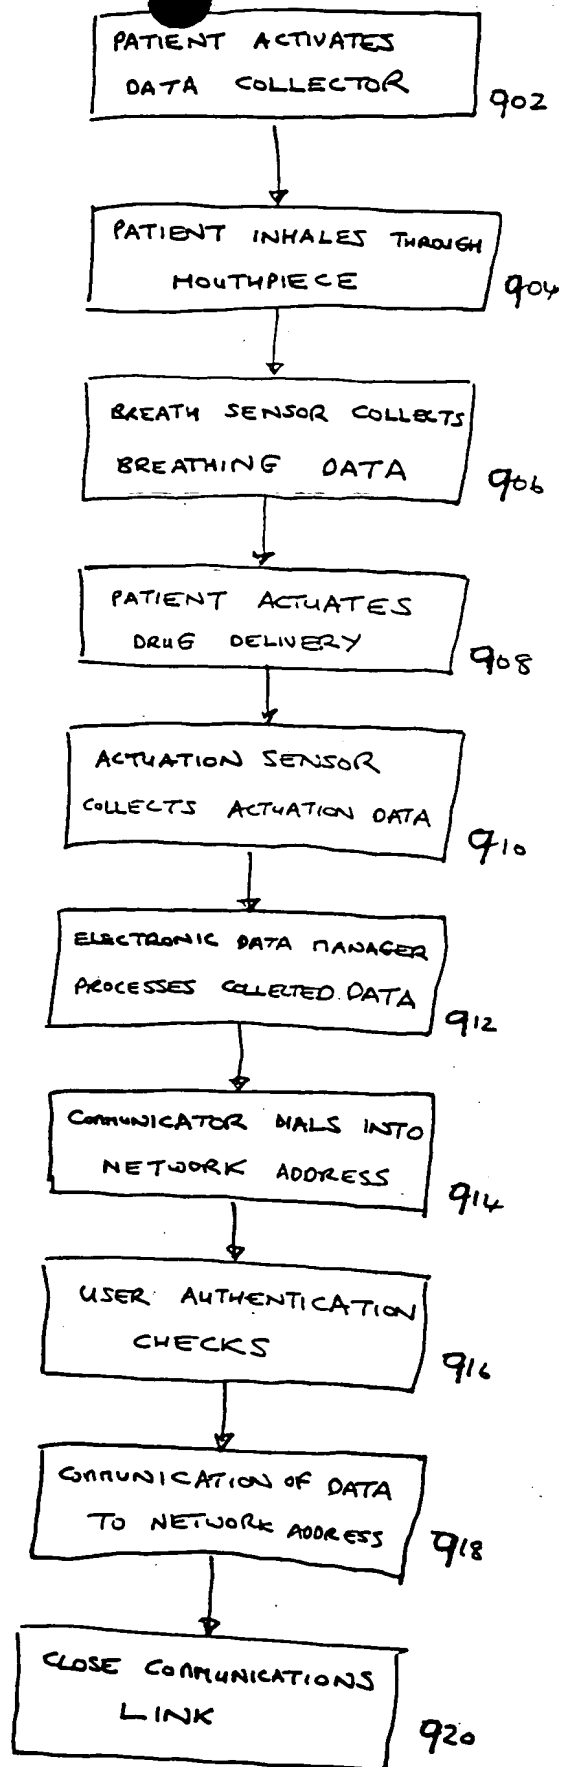 PATIENT ACTIVATES
DATA COLLECTOR
902
PATIENT INHALES THROUGH
MOUTHPIECE
904
BREATH SENSOR COLLECTS
BREATHING DATA
906
PATIENT ACTUATES
DRUG DELIVERY
908
ACTUATION SENSOR
COLLECTS ACTUATION DATA
910
ELECTRONIC DATA MANAGER
PROCESSES COLLECTED DATA
912
COMMUNICATOR DIALS INTO
NETWORK ADDRESS
914
USER AUTHENTICATION
CHECKS
916
COMMUNICATION OF DATA
TO NETWORK ADDRESS
918
CLOSE COMMUNICATIONS
LINK
920